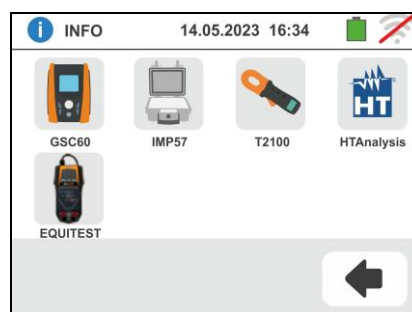 INFO 14.05.2023 16:34
GSC60 IMP57 T2100 HTAnalysis
HT
EQUITEST